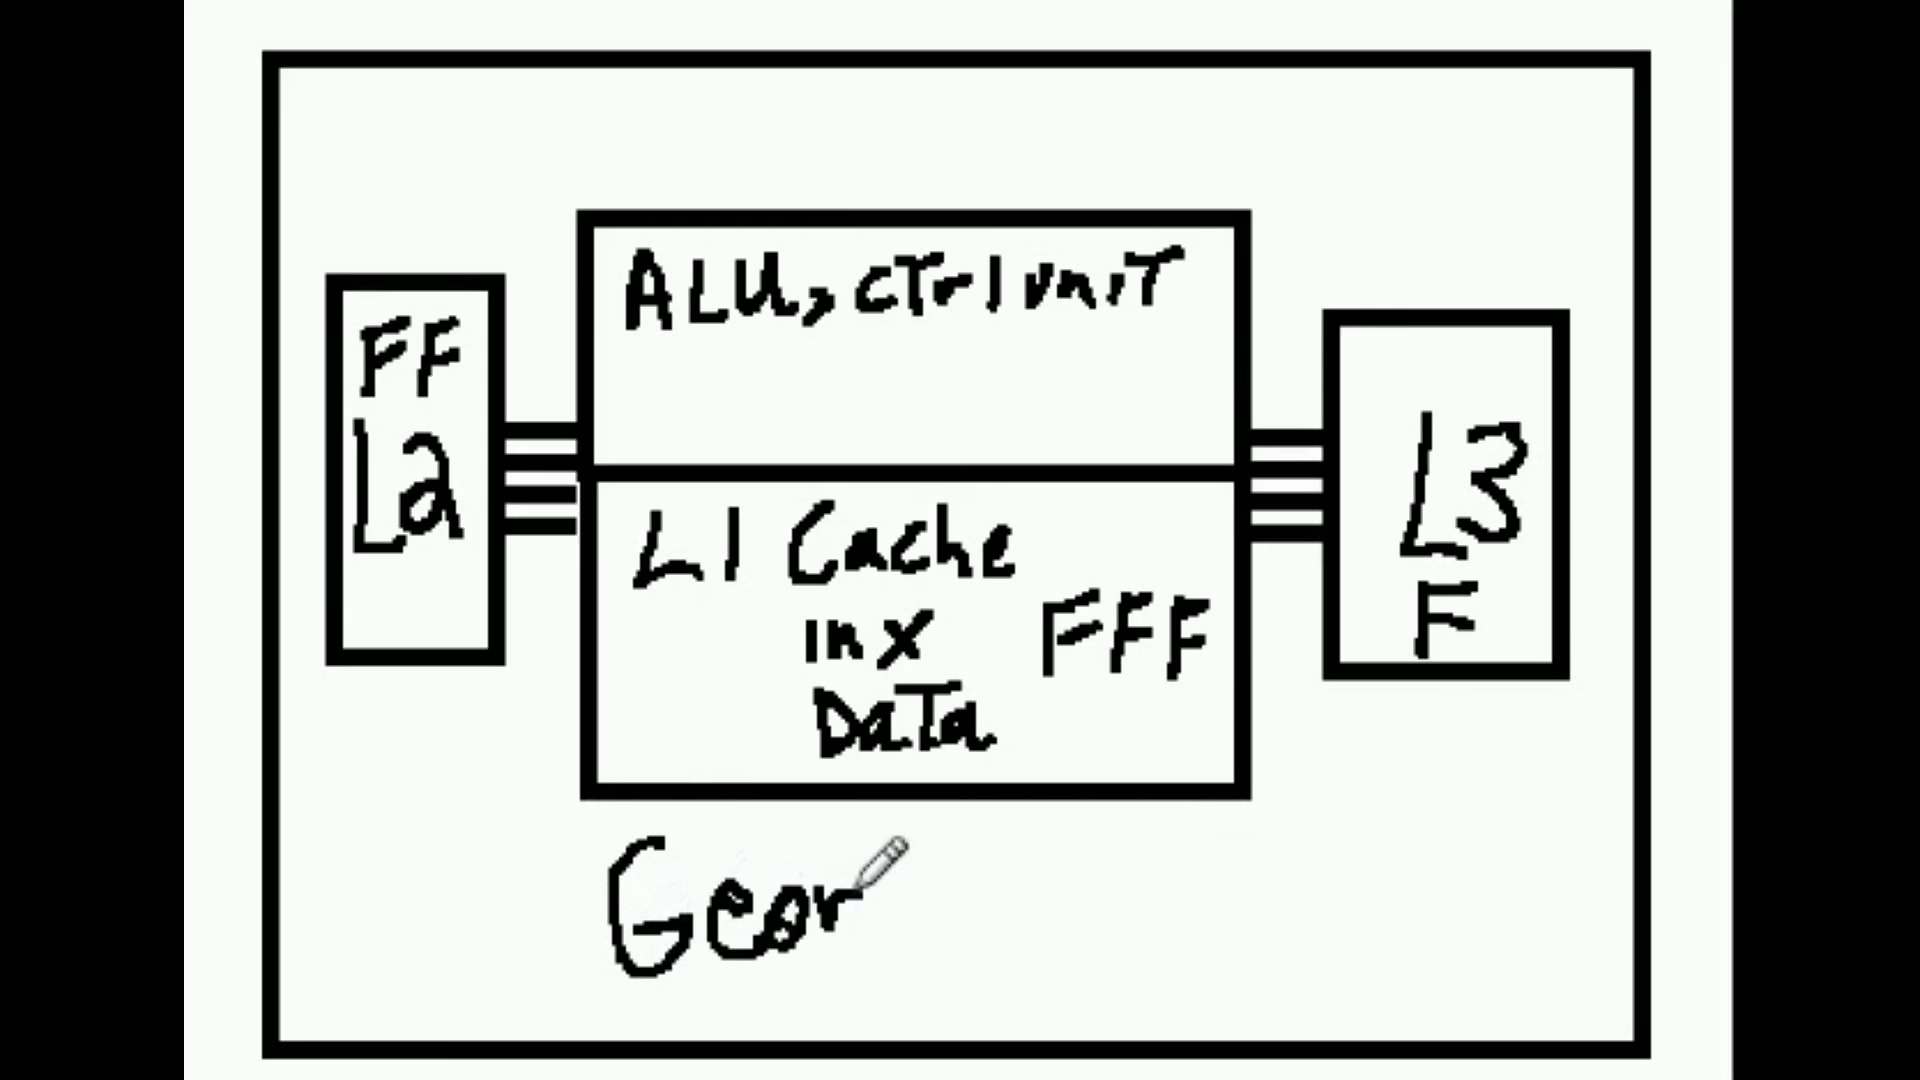 ALU, CTrl uniT
FF
L2
L1 Cache
inx
FFF
DaTa
L3
F
Geor